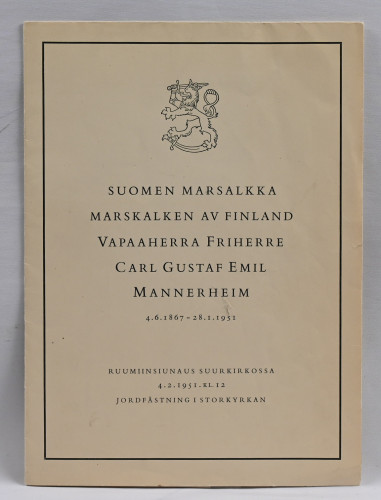 SUOMEN MARSALKKA
MARSKALKEN AV FINLAND
VAPAAHERRA FRIHERRE
CARL GUSTAF EMIL
MANNERHEIM
4.6.1867-28.1.1951
RUUMIINSIUNAUS SUURKIRKOSSA
4.2.1951.KL.12
JORDFÄSTNING I STORKYRKAN